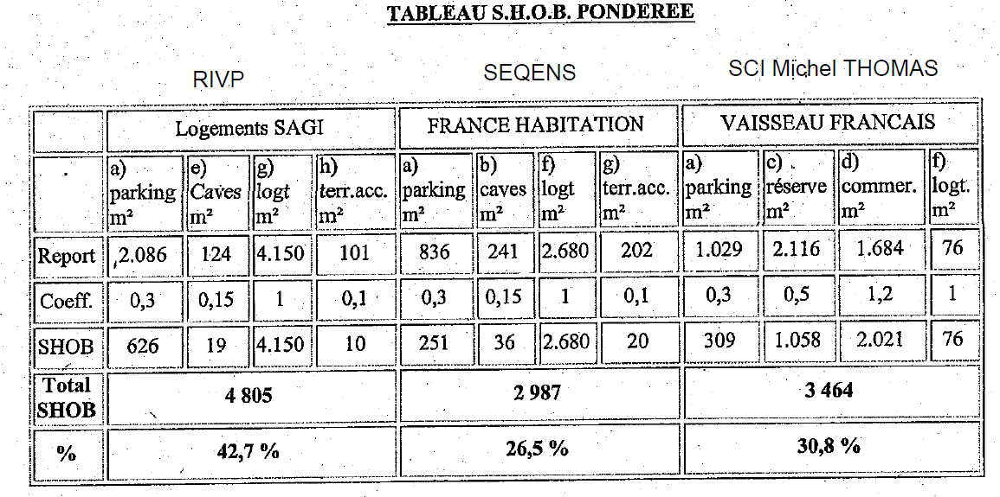 TABLEAU S.H.O.B. PONDEREE
RIVP SEQENS SCI Michel THOMAS
Logements SAGI FRANCE HABITATION VAISSEAU FRANCAIS
a) e) g) h) a) b) f) g) a) c) d) f)
parking Caves logt terr.acc. parking caves logt terr.acc. parking réserve commer. logt.
m² m² m² m² m² m² m² m² m² m² m² m²
Report 2.086 124 4.150 101 836 241 2.680 202 1.029 2.116 1.684 76
Coeff. 0,3 0,15 1 0,1 0,3 0,15 1 0,1 0,3 0,5 1,2 1
SHOB 626 19 4.150 10 251 36 2.680 20 309 1.058 2.021 76
Total
SHOB 4 805 2 987 3 464
% 42,7 % 26,5 % 30,8 %